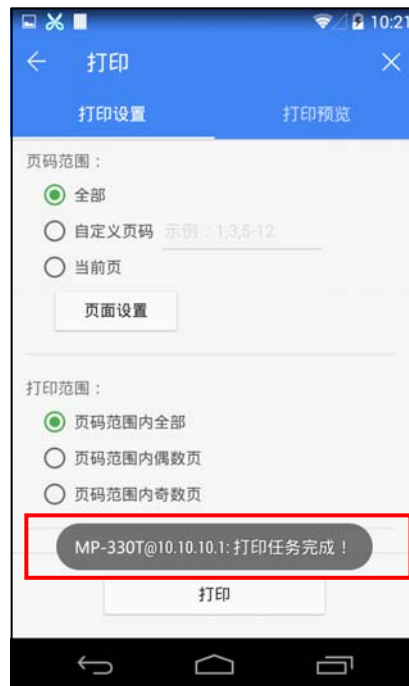 10:21
打印
打印设置 打印预览
页码范围：
全部
自定义页码 示例：1,3,5-12
当前页
页面设置
打印范围：
页码范围内全部
页码范围内偶数页
页码范围内奇数页
MP-330T@10.10.10.1: 打印任务完成！
打印